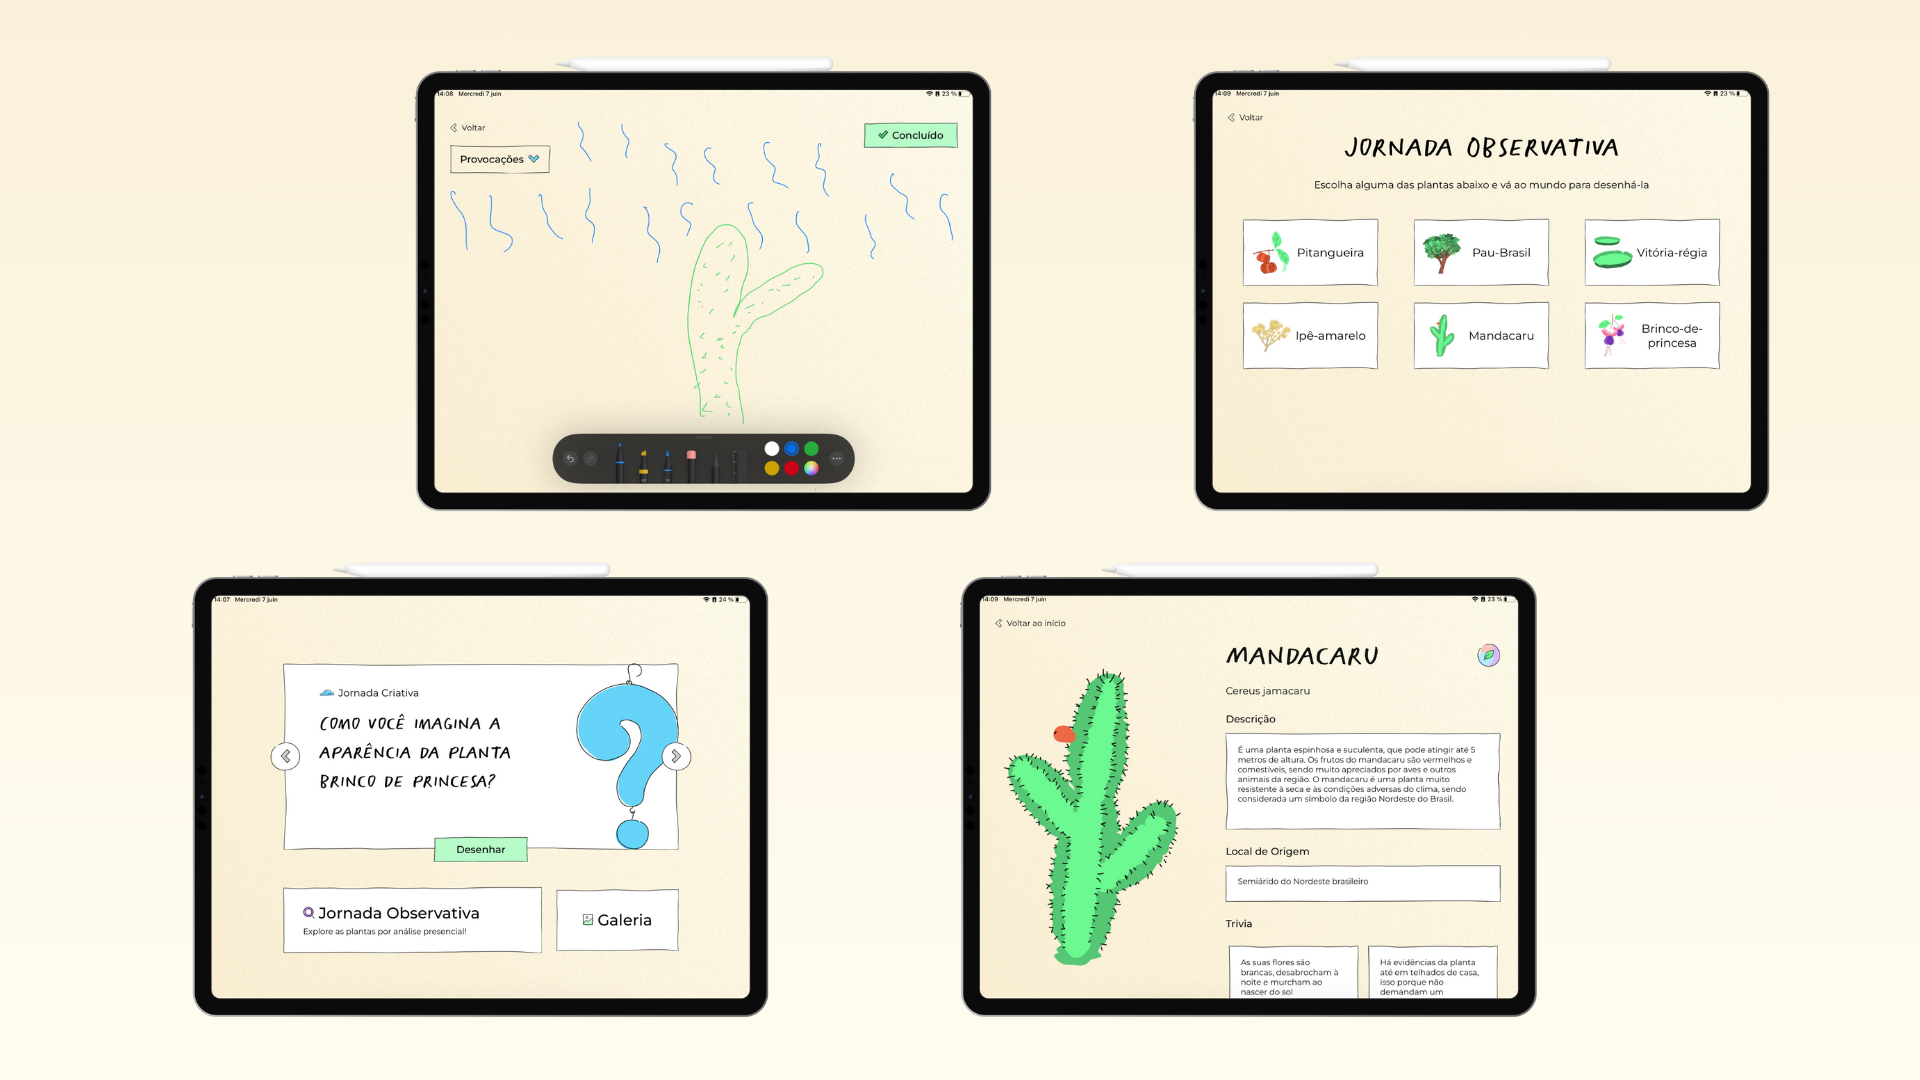 14:08 Mercredi 7 juin
23 %
Voltar
Concluído
Provocações
14:09 Mercredi 7 juin
23 %
Voltar
JORNADA OBSERVATIVA
Escolha alguma das plantas abaixo e vá ao mundo para desenhá-la
Pitangueira
Pau-Brasil
Vitória-régia
Ipê-amarelo
Mandacaru
Brinco-de-
princesa
14:07 Mercredi 7 juin
24 %
Jornada Criativa
COMO VOCÊ IMAGINA A
APARÊNCIA DA PLANTA
BRINCO DE PRINCESA?
Desenhar
Jornada Observativa
Explore as plantas por análise presencial!
Galeria
14:09 Mercredi 7 juin
23 %
Voltar ao início
MANDACARU
Cereus jamacaru
Descrição
É uma planta espinhosa e suculenta, que pode atingir até 5
metros de altura. Os frutos do mandacaru são vermelhos e
comestíveis, sendo muito apreciados por aves e outros
animais da região. O mandacaru é uma planta muito
resistente à seca e às condições adversas do clima, sendo
considerada um símbolo da região Nordeste do Brasil.
Local de Origem
Semiárido do Nordeste brasileiro
Trivia
As suas flores são
brancas, desabrocham à
noite e murcham ao
nascer do sol
Há evidências da planta
até em telhados de casa,
isso porque não
demandam um